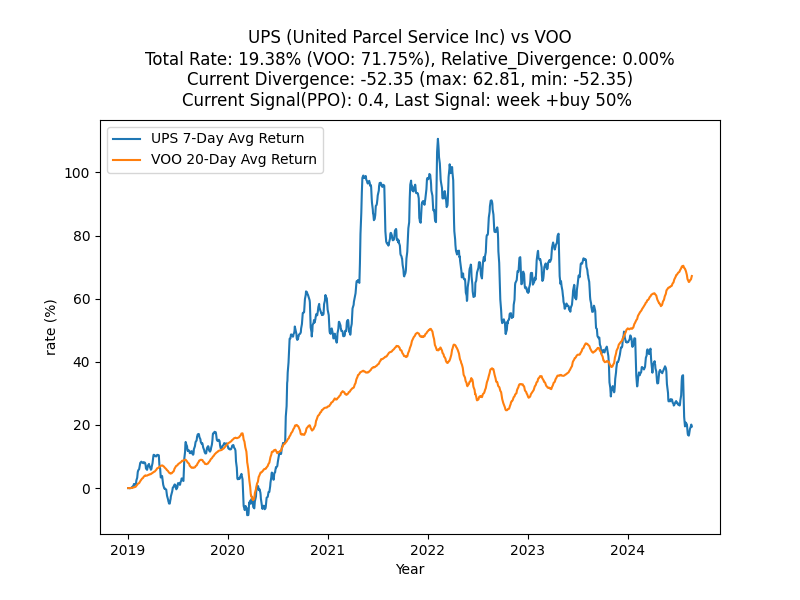 UPS (United Parcel Service Inc) vs VOO
Total Rate: 19.38% (VOO: 71.75%), Relative_Divergence: 0.00%
Current Divergence: -52.35 (max: 62.81, min: -52.35)
Current Signal(PPO): 0.4, Last Signal: week +buy 50%
UPS 7-Day Avg Return
VOO 20-Day Avg Return
100
80
60
40
20
0
rate (%)
2019
2020
2021
2022
2023
2024
Year